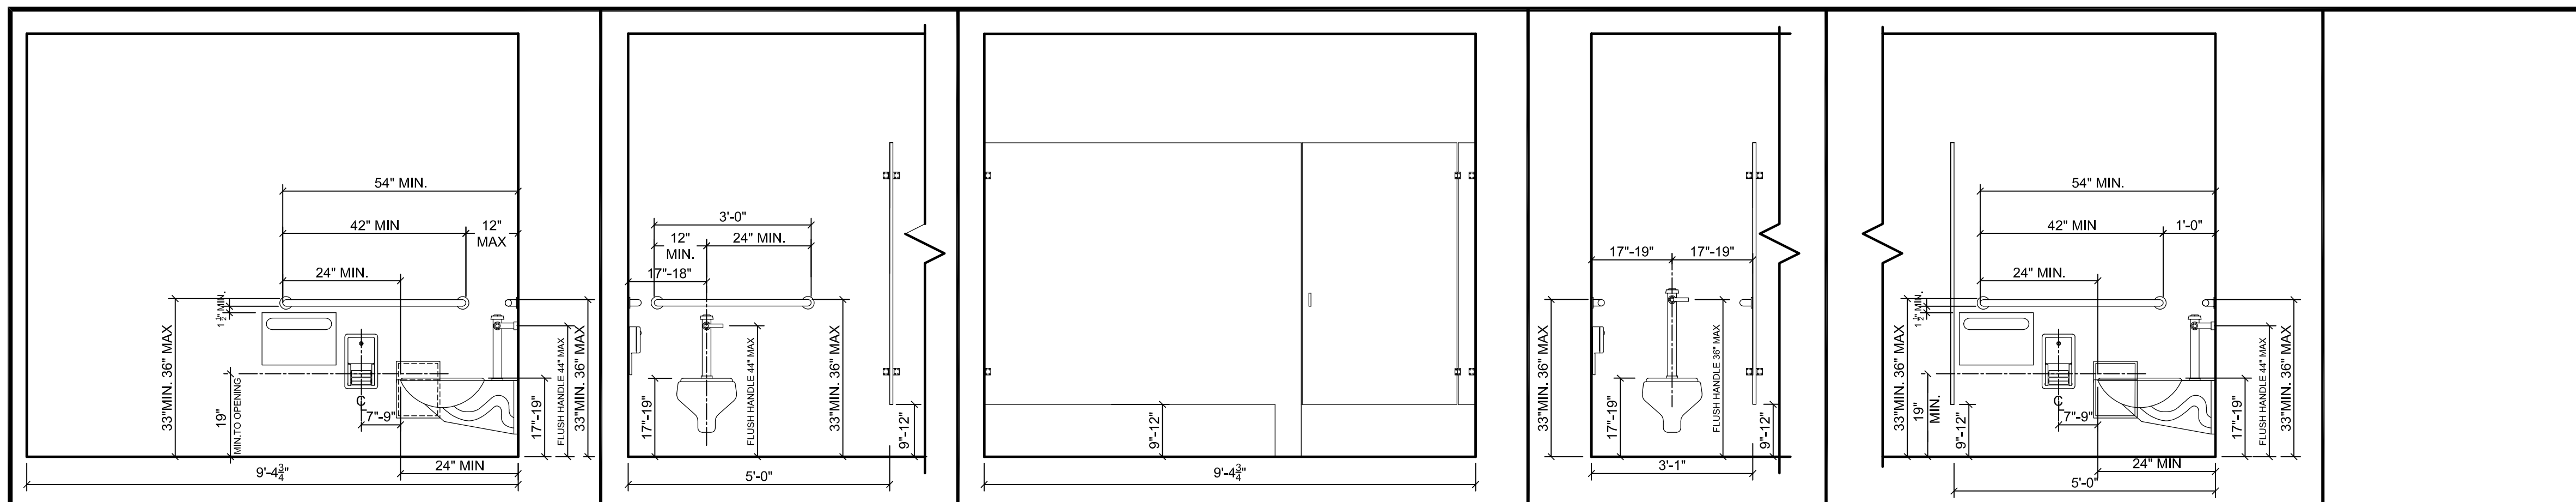 54" MIN.
42" MIN
12"
MAX
24" MIN.
1 1/2" MIN.
33"MIN. 36" MAX
19"
MIN.TO OPENING
CL
7"-9"
17"-19"
FLUSH HANDLE 44" MAX
33"MIN. 36" MAX
24" MIN
9'-4 3/4"
3'-0"
12"
MIN.
24" MIN.
17"-18"
17"-19"
FLUSH HANDLE 44" MAX
33"MIN. 36" MAX
9"-12"
5'-0"
9"-12"
9'-4 3/4"
17"-19"
17"-19"
33"MIN. 36" MAX
17"-19"
FLUSH HANDLE 36" MAX
9"-12"
3'-1"
54" MIN.
42" MIN
1'-0"
24" MIN.
1 1/2" MIN.
33"MIN. 36" MAX
19"
MIN.
9"-12"
CL
7"-9"
17"-19"
FLUSH HANDLE 44" MAX
33"MIN. 36" MAX
24" MIN
5'-0"